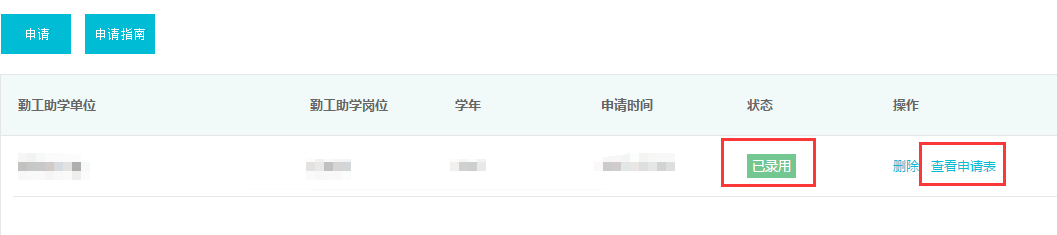 申请 申请指南
勤工助学单位 勤工助学岗位 学年 申请时间 状态 操作
已录用 删除 查看申请表